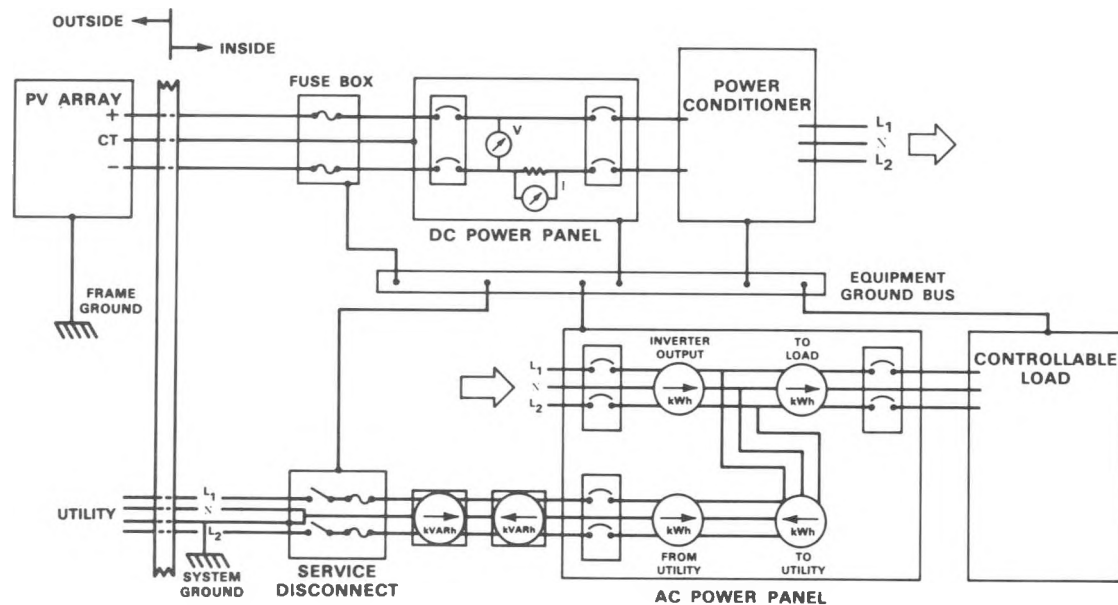 OUTSIDE
INSIDE
PV ARRAY
+
CT
−
FUSE BOX
V
I
DC POWER PANEL
POWER
CONDITIONER
L1
N
L2
FRAME
GROUND
EQUIPMENT
GROUND BUS
INVERTER
OUTPUT
TO
LOAD
L1
N
L2
kWh
kWh
CONTROLLABLE
LOAD
UTILITY
L1
N
L2
SYSTEM
GROUND
SERVICE
DISCONNECT
kVARh
kVARh
kWh
kWh
FROM
UTILITY
TO
UTILITY
AC POWER PANEL